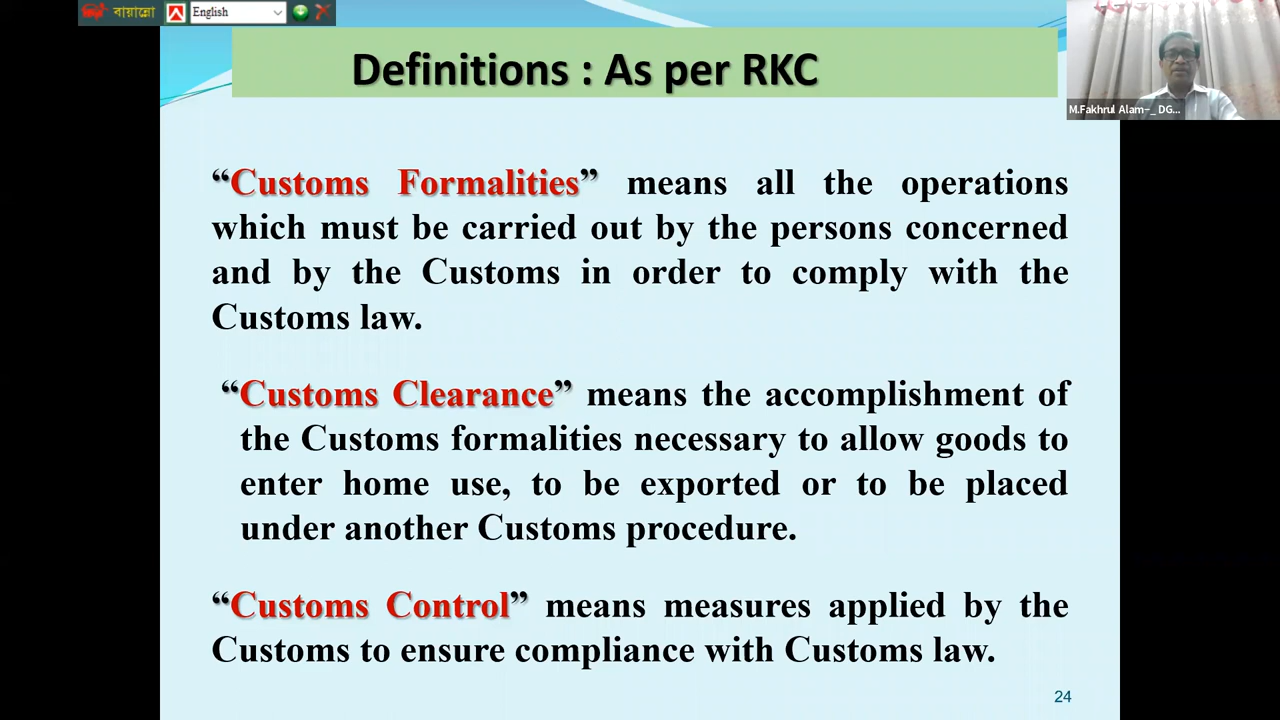 বায়ান্নো
English
Definitions : As per RKC
M.Fakhrul Alam-_ DG...
“Customs Formalities” means all the operations
which must be carried out by the persons concerned
and by the Customs in order to comply with the
Customs law.
“Customs Clearance” means the accomplishment of
the Customs formalities necessary to allow goods to
enter home use, to be exported or to be placed
under another Customs procedure.
“Customs Control” means measures applied by the
Customs to ensure compliance with Customs law.
24